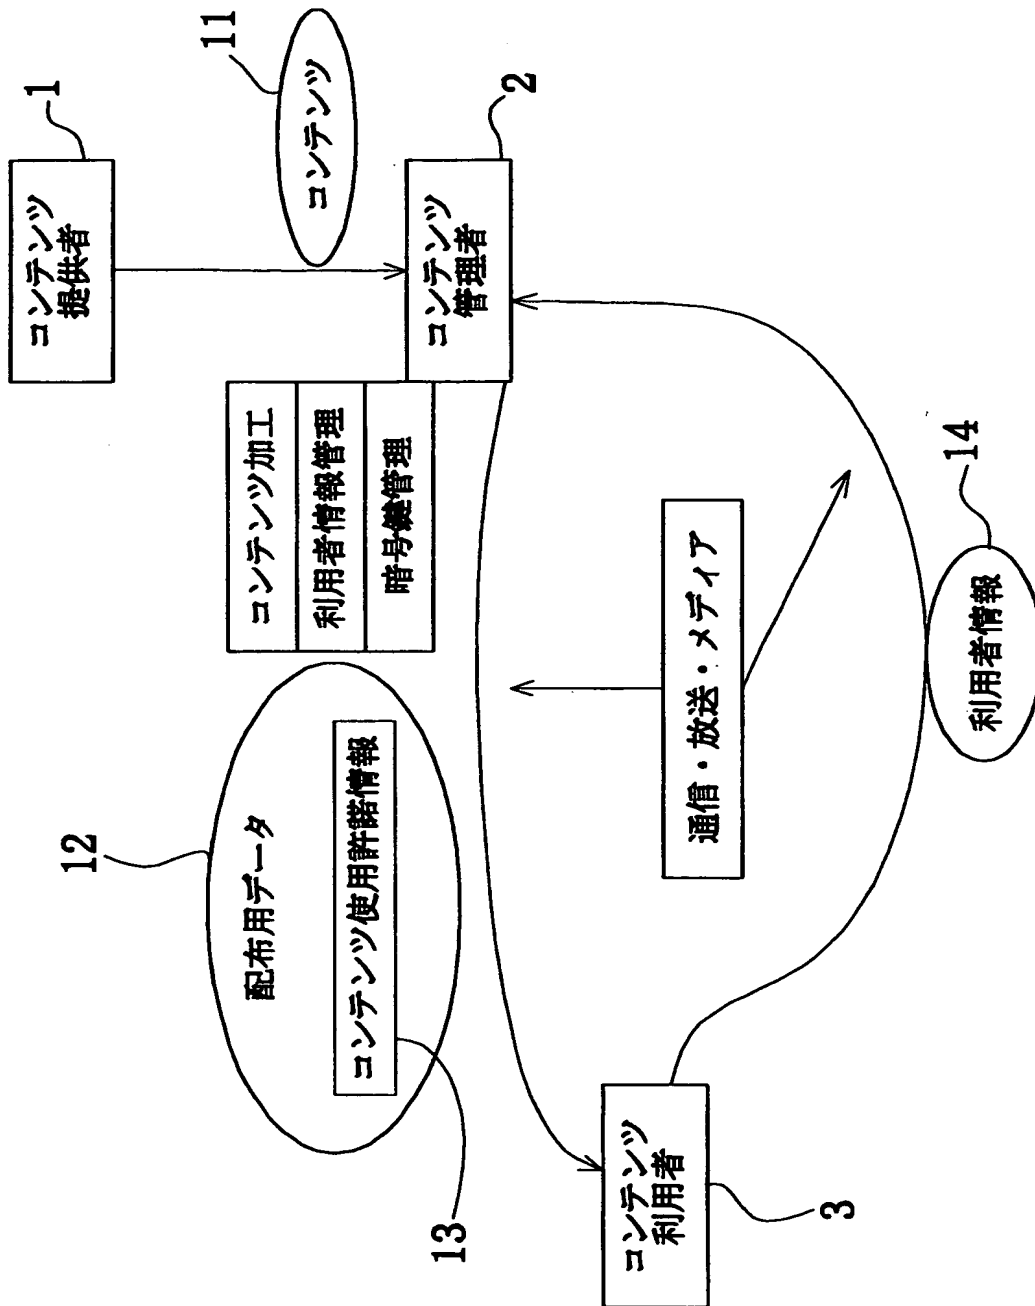 コンテンツ
提供者
1
コンテンツ
11
コンテンツ
管理者
2
コンテンツ加工
利用者情報管理
暗号鍵管理
12
配布用データ
コンテンツ使用許諾情報
13
通信・放送・メディア
利用者情報
14
コンテンツ
利用者
3